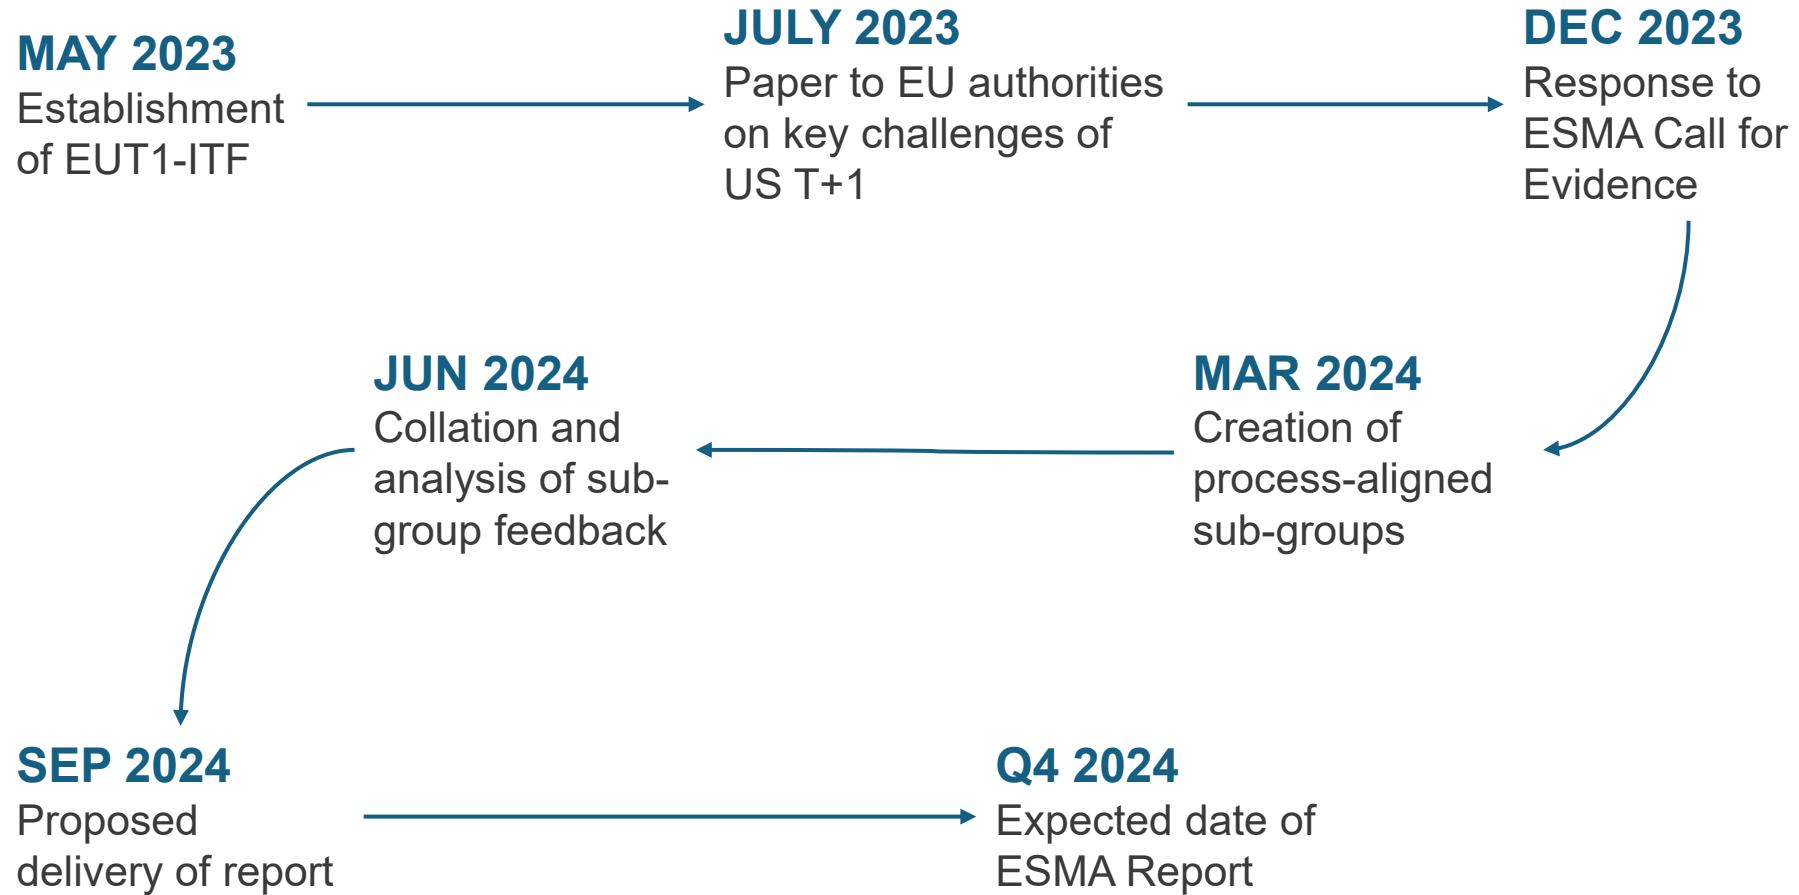 MAY 2023
Establishment
of EUT1-ITF
JULY 2023
Paper to EU authorities
on key challenges of
US T+1
DEC 2023
Response to
ESMA Call for
Evidence
MAR 2024
Creation of
process-aligned
sub-groups
JUN 2024
Collation and
analysis of sub-
group feedback
SEP 2024
Proposed
delivery of report
Q4 2024
Expected date of
ESMA Report